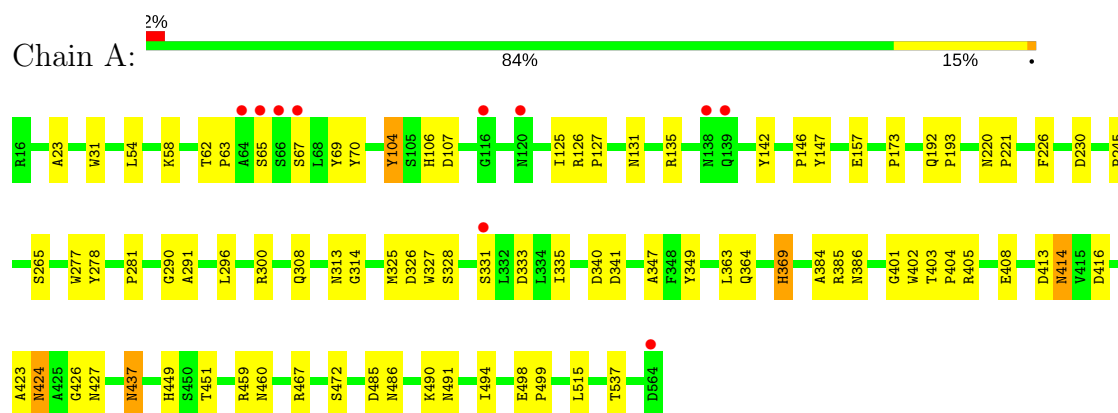 2%
Chain A:
84% 15% •
R16 A23 W31 L54 K58 T62 P63 A64 S65 S66 S67 L68 Y69 Y70 Y104 S105 H106 D107 G116 N120 I125 R126 P127 N131 R135 N138 Q139 Y142 P146 Y147 E157 P173 Q192 P193 N220 P221 F226 D230
S265 W277 Y278 P281 G290 A291 L296 R300 Q308 N313 G314 M325 D326 W327 S328 S331 L332 D333 L334 I335 D340 D341 A347 F348 Y349 L363 Q364 H369 A384 R385 N386 G401 W402 T403 P404 R405 E408 D413 N414 V415 D416
A423 N424 A425 G426 N427 N437 H449 S450 T451 R459 N460 R467 S472 D485 N486 K490 N491 I494 E498 P499 L515 T537 D564